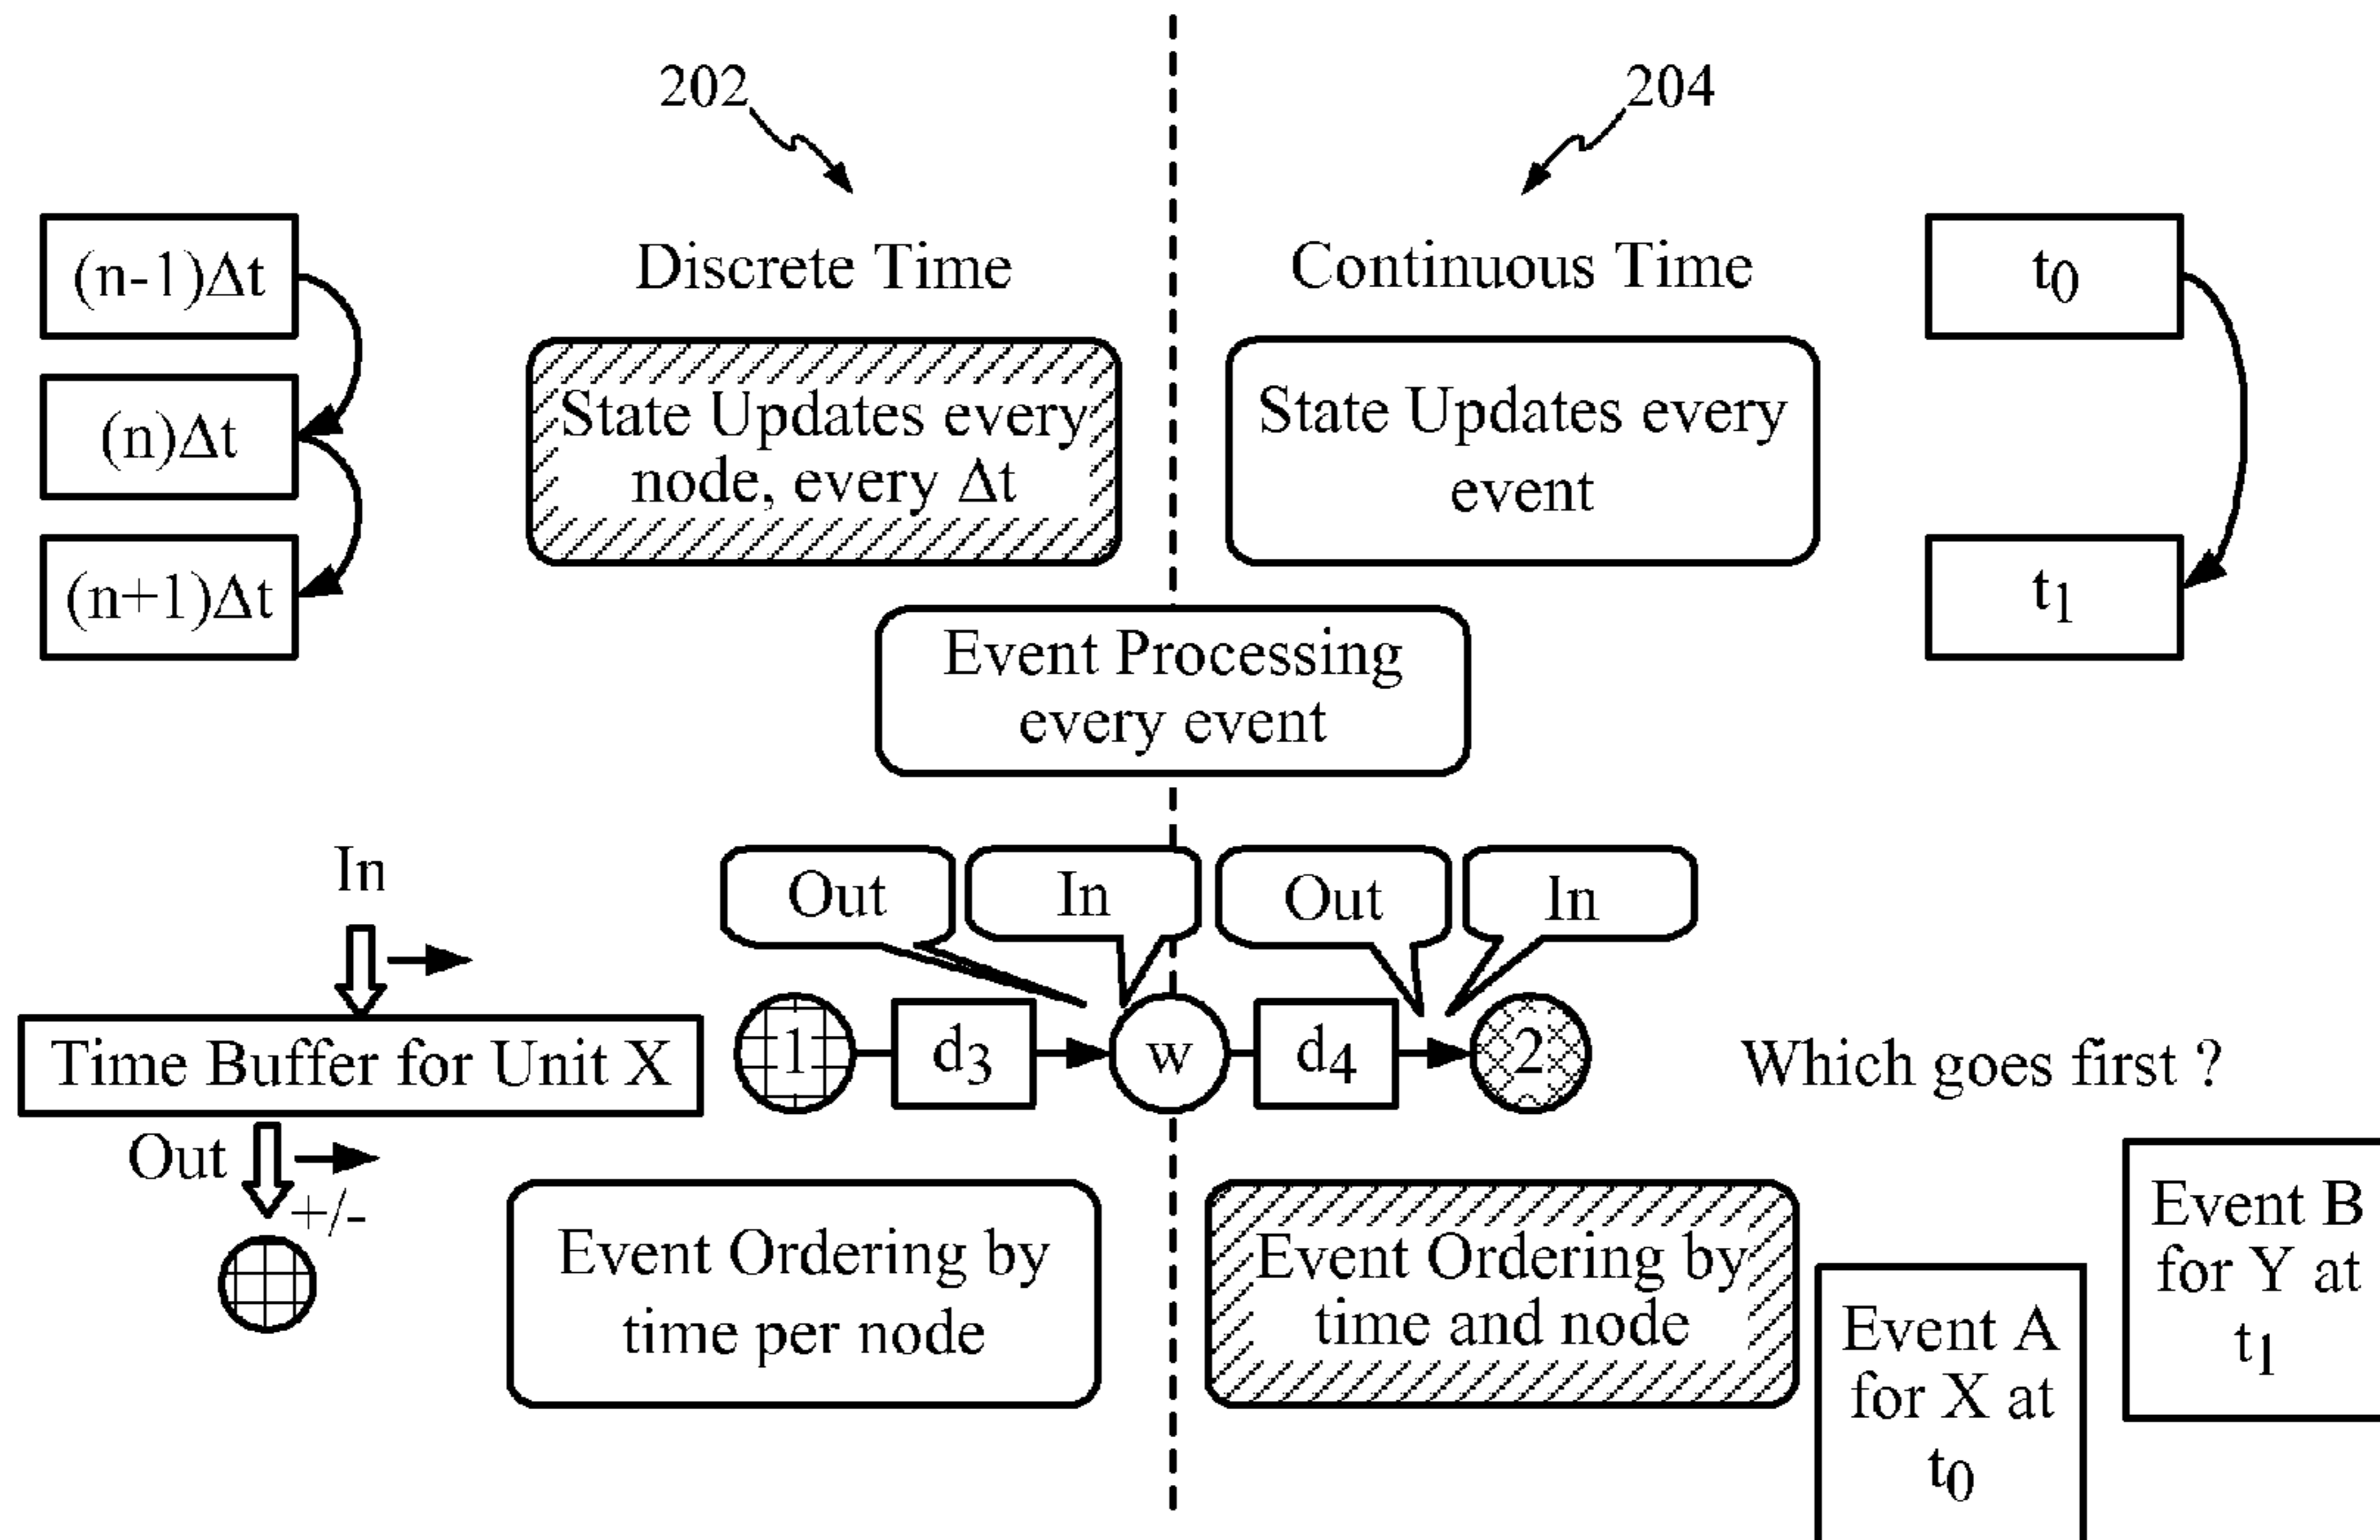 202
204
(n-1)Δt
Discrete Time
Continuous Time
t0
(n)Δt
State Updates every
node, every Δt
State Updates every
event
(n+1)Δt
t1
Event Processing
every event
In
Out
In
Out
In
Time Buffer for Unit X
1
d3
w
d4
2
Which goes first ?
Out
+/-
Event Ordering by
time per node
Event Ordering by
time and node
Event A
for X at
t0
Event B
for Y at
t1